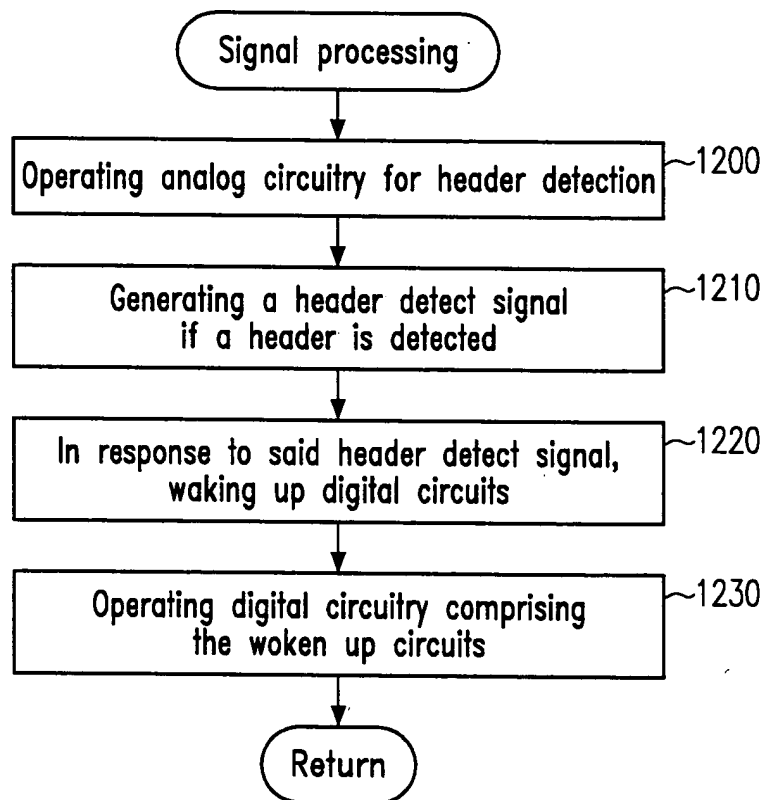 Signal processing
Operating analog circuitry for header detection
1200
Generating a header detect signal
if a header is detected
1210
In response to said header detect signal,
waking up digital circuits
1220
Operating digital circuitry comprising
the woken up circuits
1230
Return